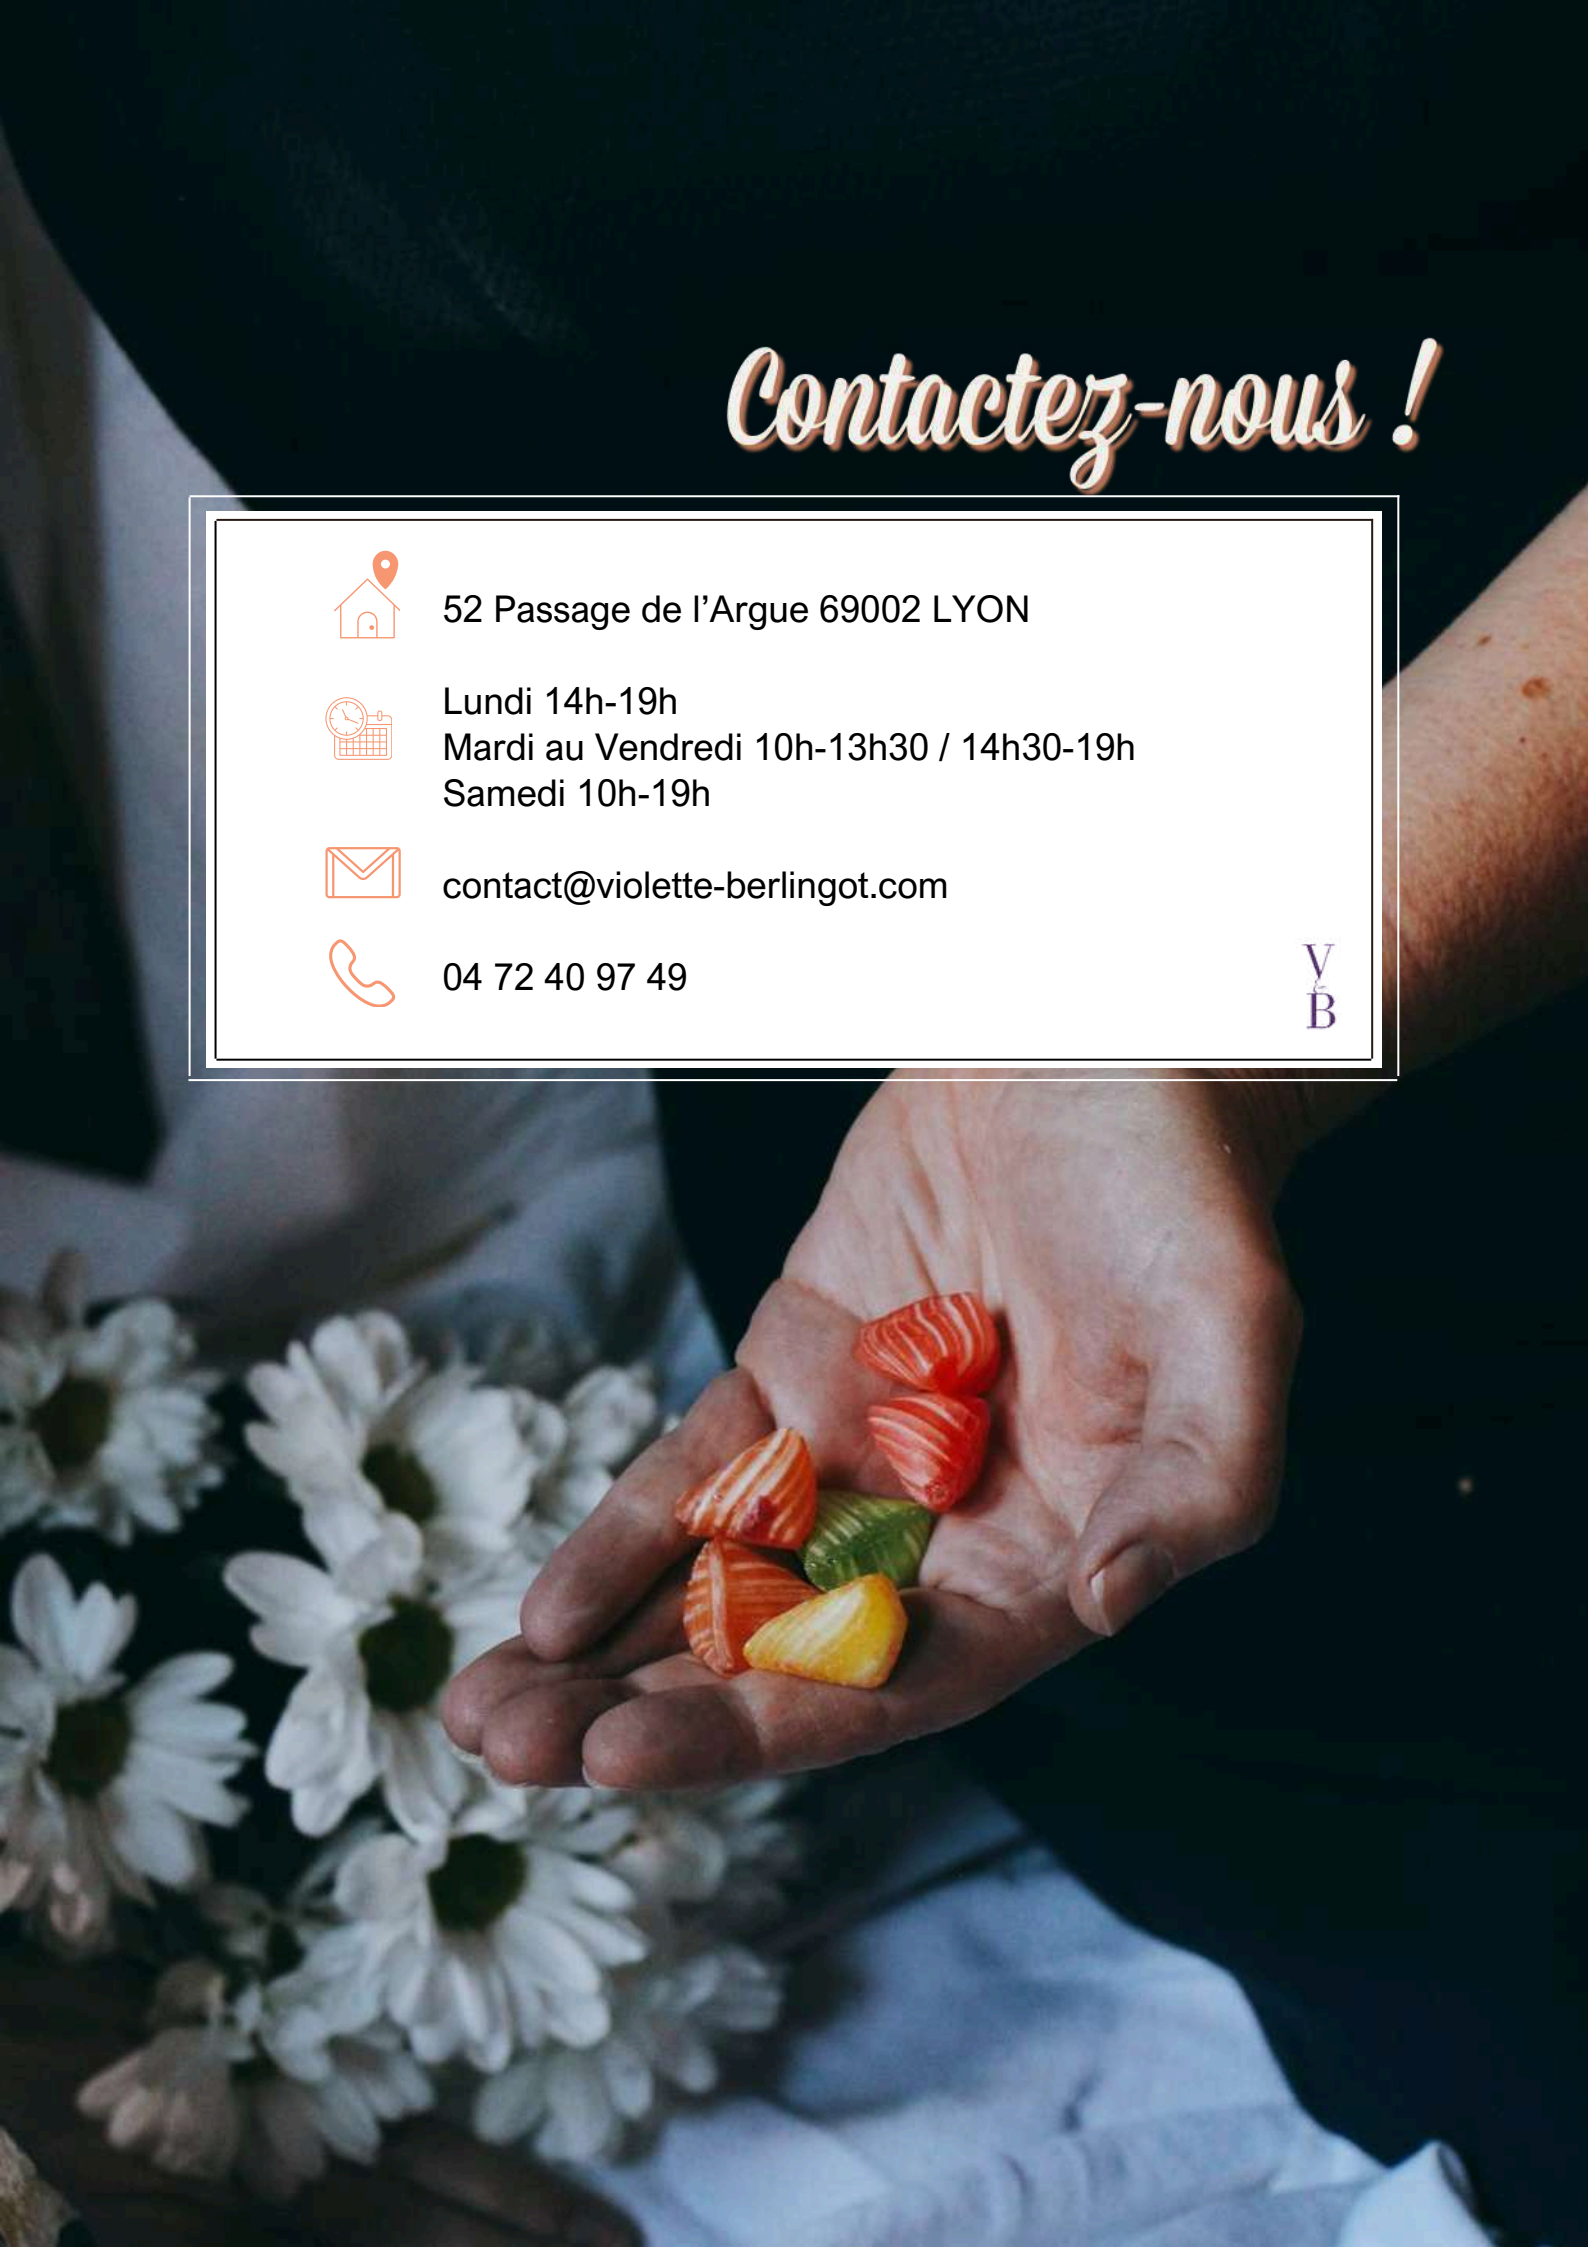 Contactez-nous !
52 Passage de l’Argue 69002 LYON
Lundi 14h-19h
Mardi au Vendredi 10h-13h30 / 14h30-19h
Samedi 10h-19h
contact@violette-berlingot.com
04 72 40 97 49
V
&
B